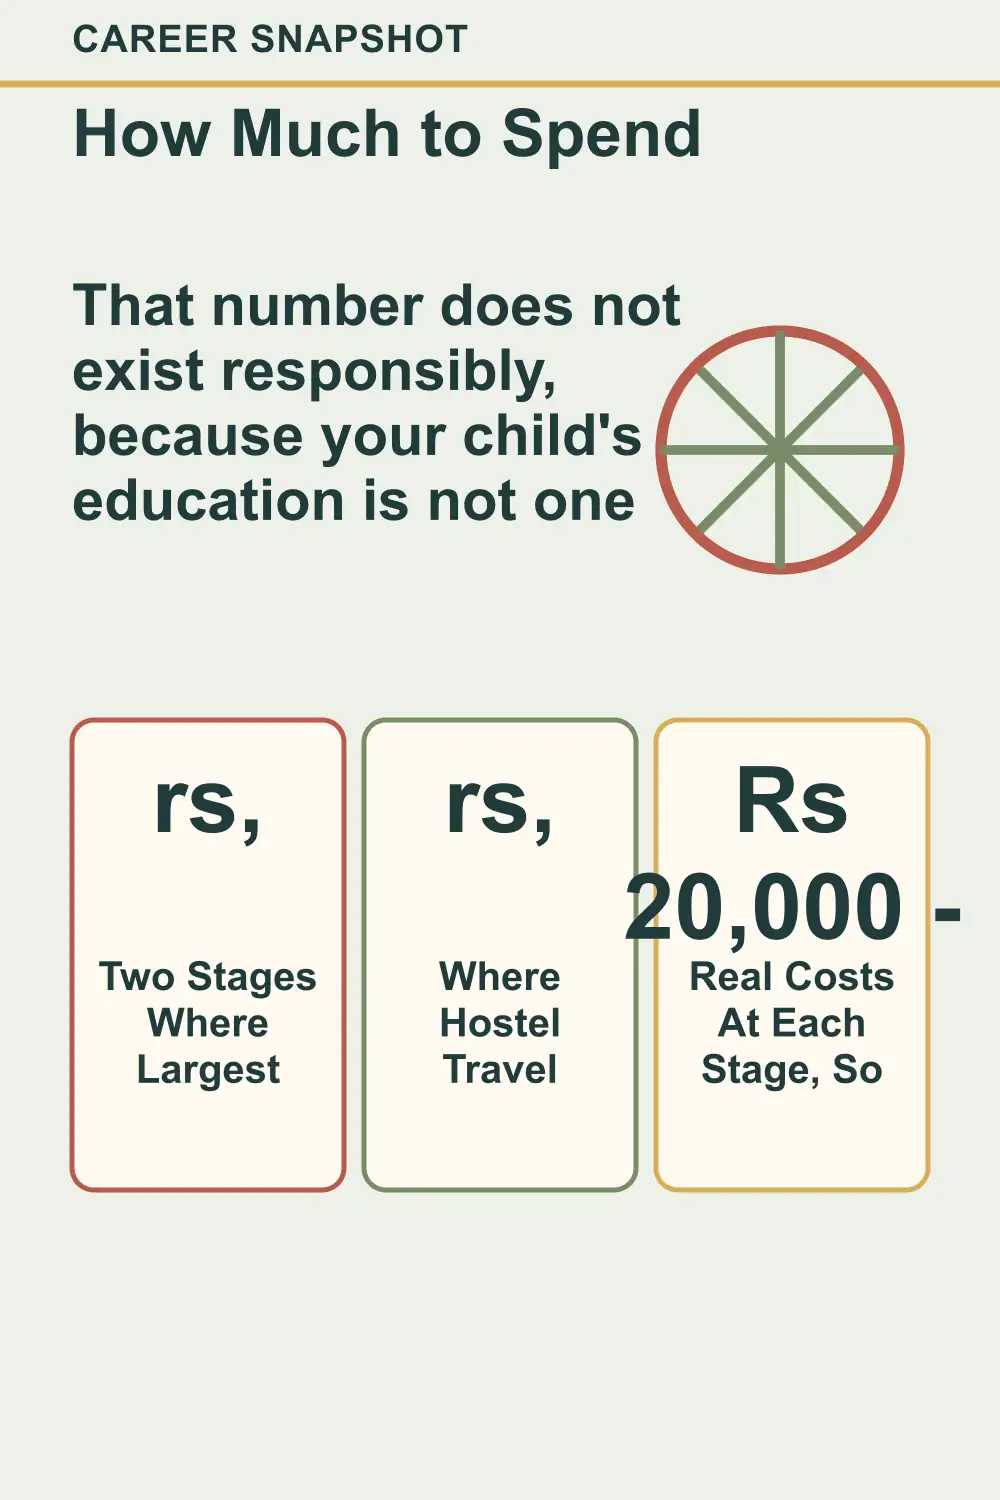 CAREER SNAPSHOT
How Much to Spend
That number does not
exist responsibly,
because your child's
education is not one
rs,
Two Stages
Where
Largest
rs,
Where
Hostel
Travel
Rs
20,000 -
Real Costs
At Each
Stage, So